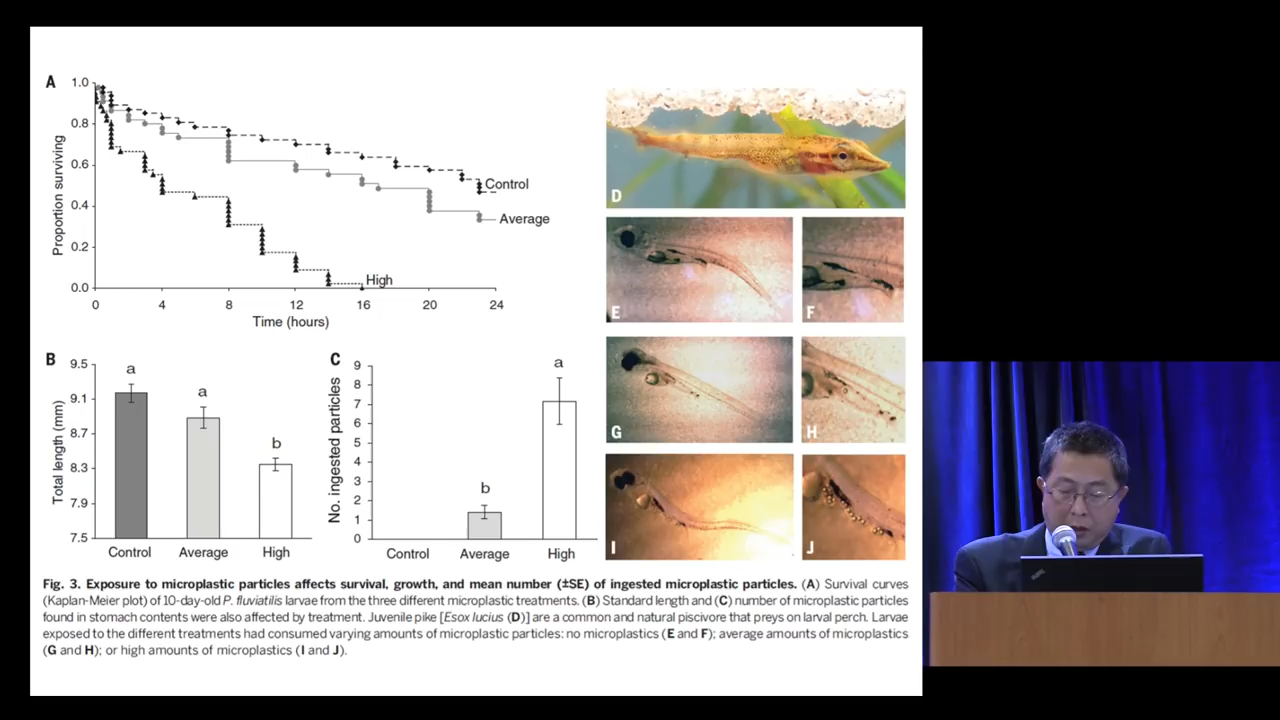 A
1.0
0.8
0.6
0.4
0.2
0.0
Proportion surviving
Control
Average
High
0 4 8 12 16 20 24
Time (hours)
B
9.5
9.1
8.7
8.3
7.9
7.5
Total length (mm)
a
a
b
Control Average High
C
9
8
7
6
5
4
3
2
1
0
No. ingested particles
b
a
Control Average High
D
E
F
G
H
I
J
Fig. 3. Exposure to microplastic particles affects survival, growth, and mean number (±SE) of ingested microplastic particles. (A) Survival curves
(Kaplan-Meier plot) of 10-day-old P. fluviatilis larvae from the three different microplastic treatments. (B) Standard length and (C) number of microplastic particles
found in stomach contents were also affected by treatment. Juvenile pike [Esox lucius (D)] are a common and natural piscivore that preys on larval perch. Larvae
exposed to the different treatments had consumed varying amounts of microplastic particles: no microplastics (E and F); average amounts of microplastics
(G and H); or high amounts of microplastics (I and J).